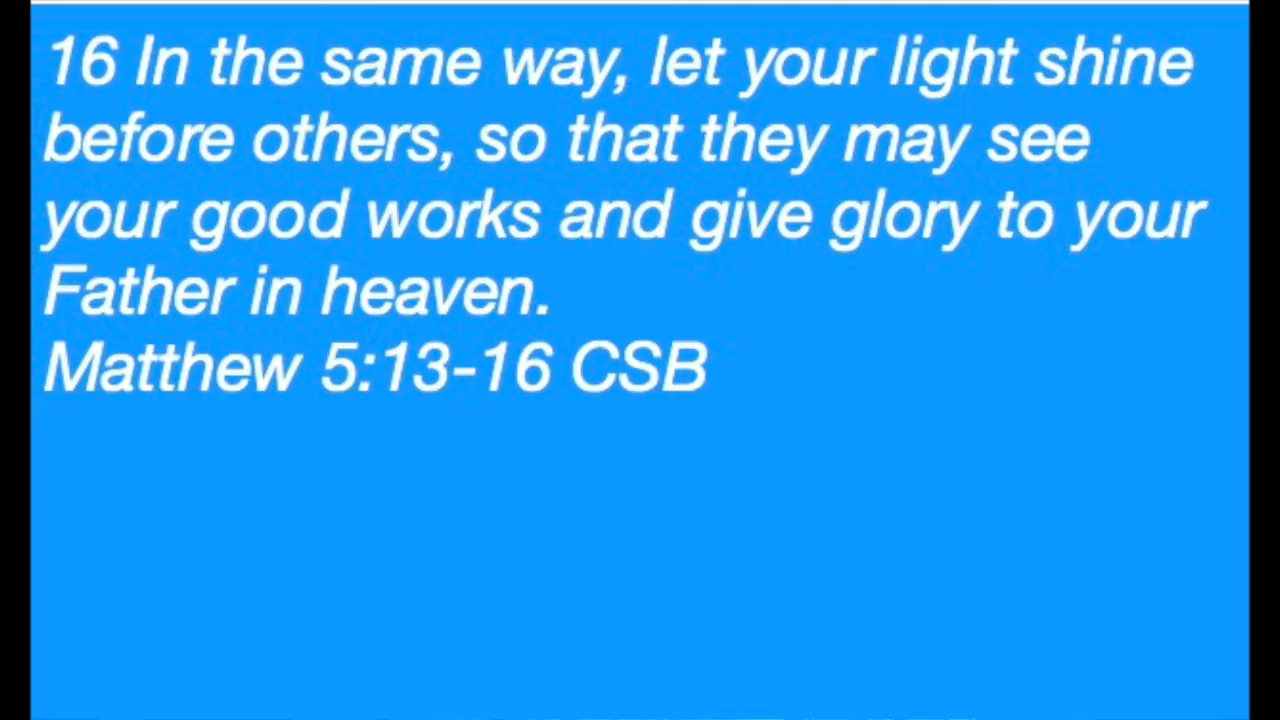 16 In the same way, let your light shine
before others, so that they may see
your good works and give glory to your
Father in heaven.
Matthew 5:13-16 CSB